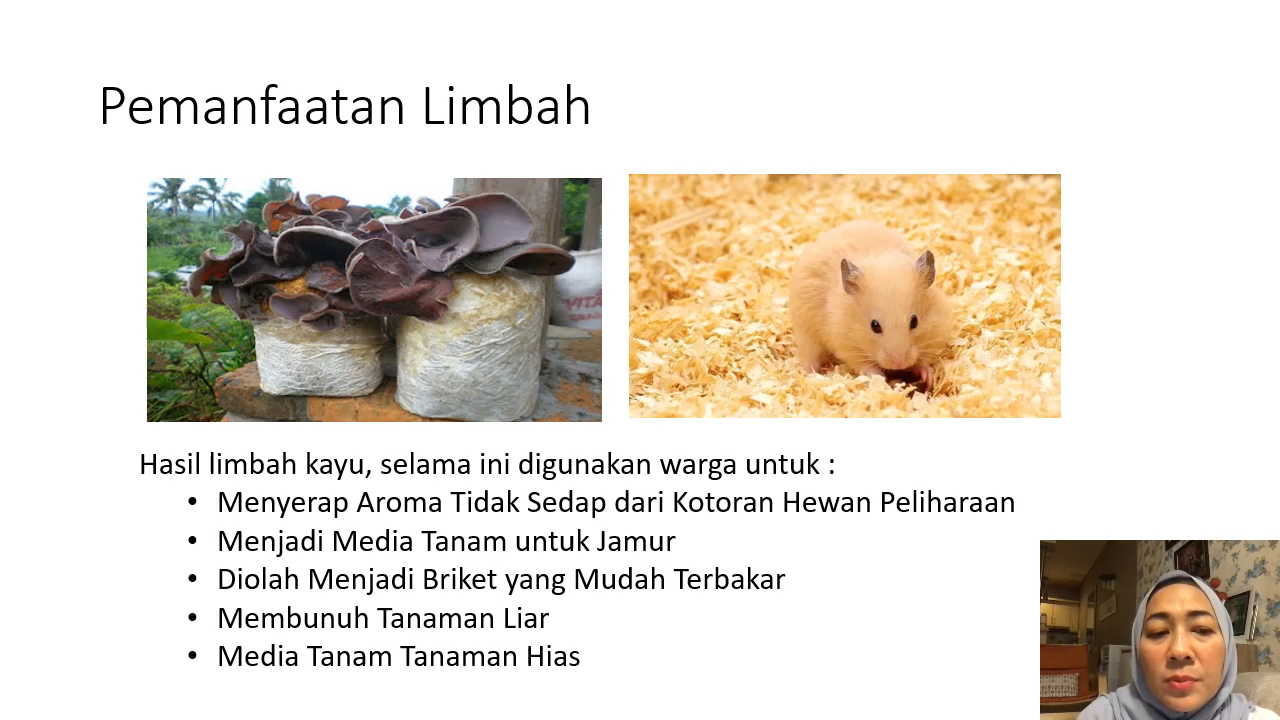 Pemanfaatan Limbah
VITA
Hasil limbah kayu, selama ini digunakan warga untuk :
• Menyerap Aroma Tidak Sedap dari Kotoran Hewan Peliharaan
• Menjadi Media Tanam untuk Jamur
• Diolah Menjadi Briket yang Mudah Terbakar
• Membunuh Tanaman Liar
• Media Tanam Tanaman Hias